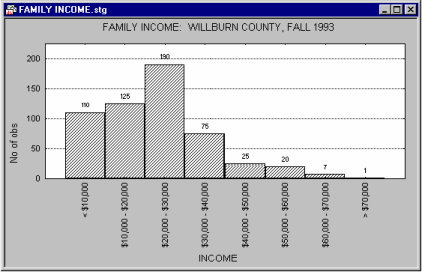 FAMILY INCOME.stg
FAMILY INCOME: WILLBURN COUNTY, FALL 1993
No of obs
200
150
100
50
0
110
125
190
75
25
20
7
1
< $10,000
$10,000 - $20,000
$20,000 - $30,000
$30,000 - $40,000
$40,000 - $50,000
$50,000 - $60,000
$60,000 - $70,000
> $70,000
INCOME